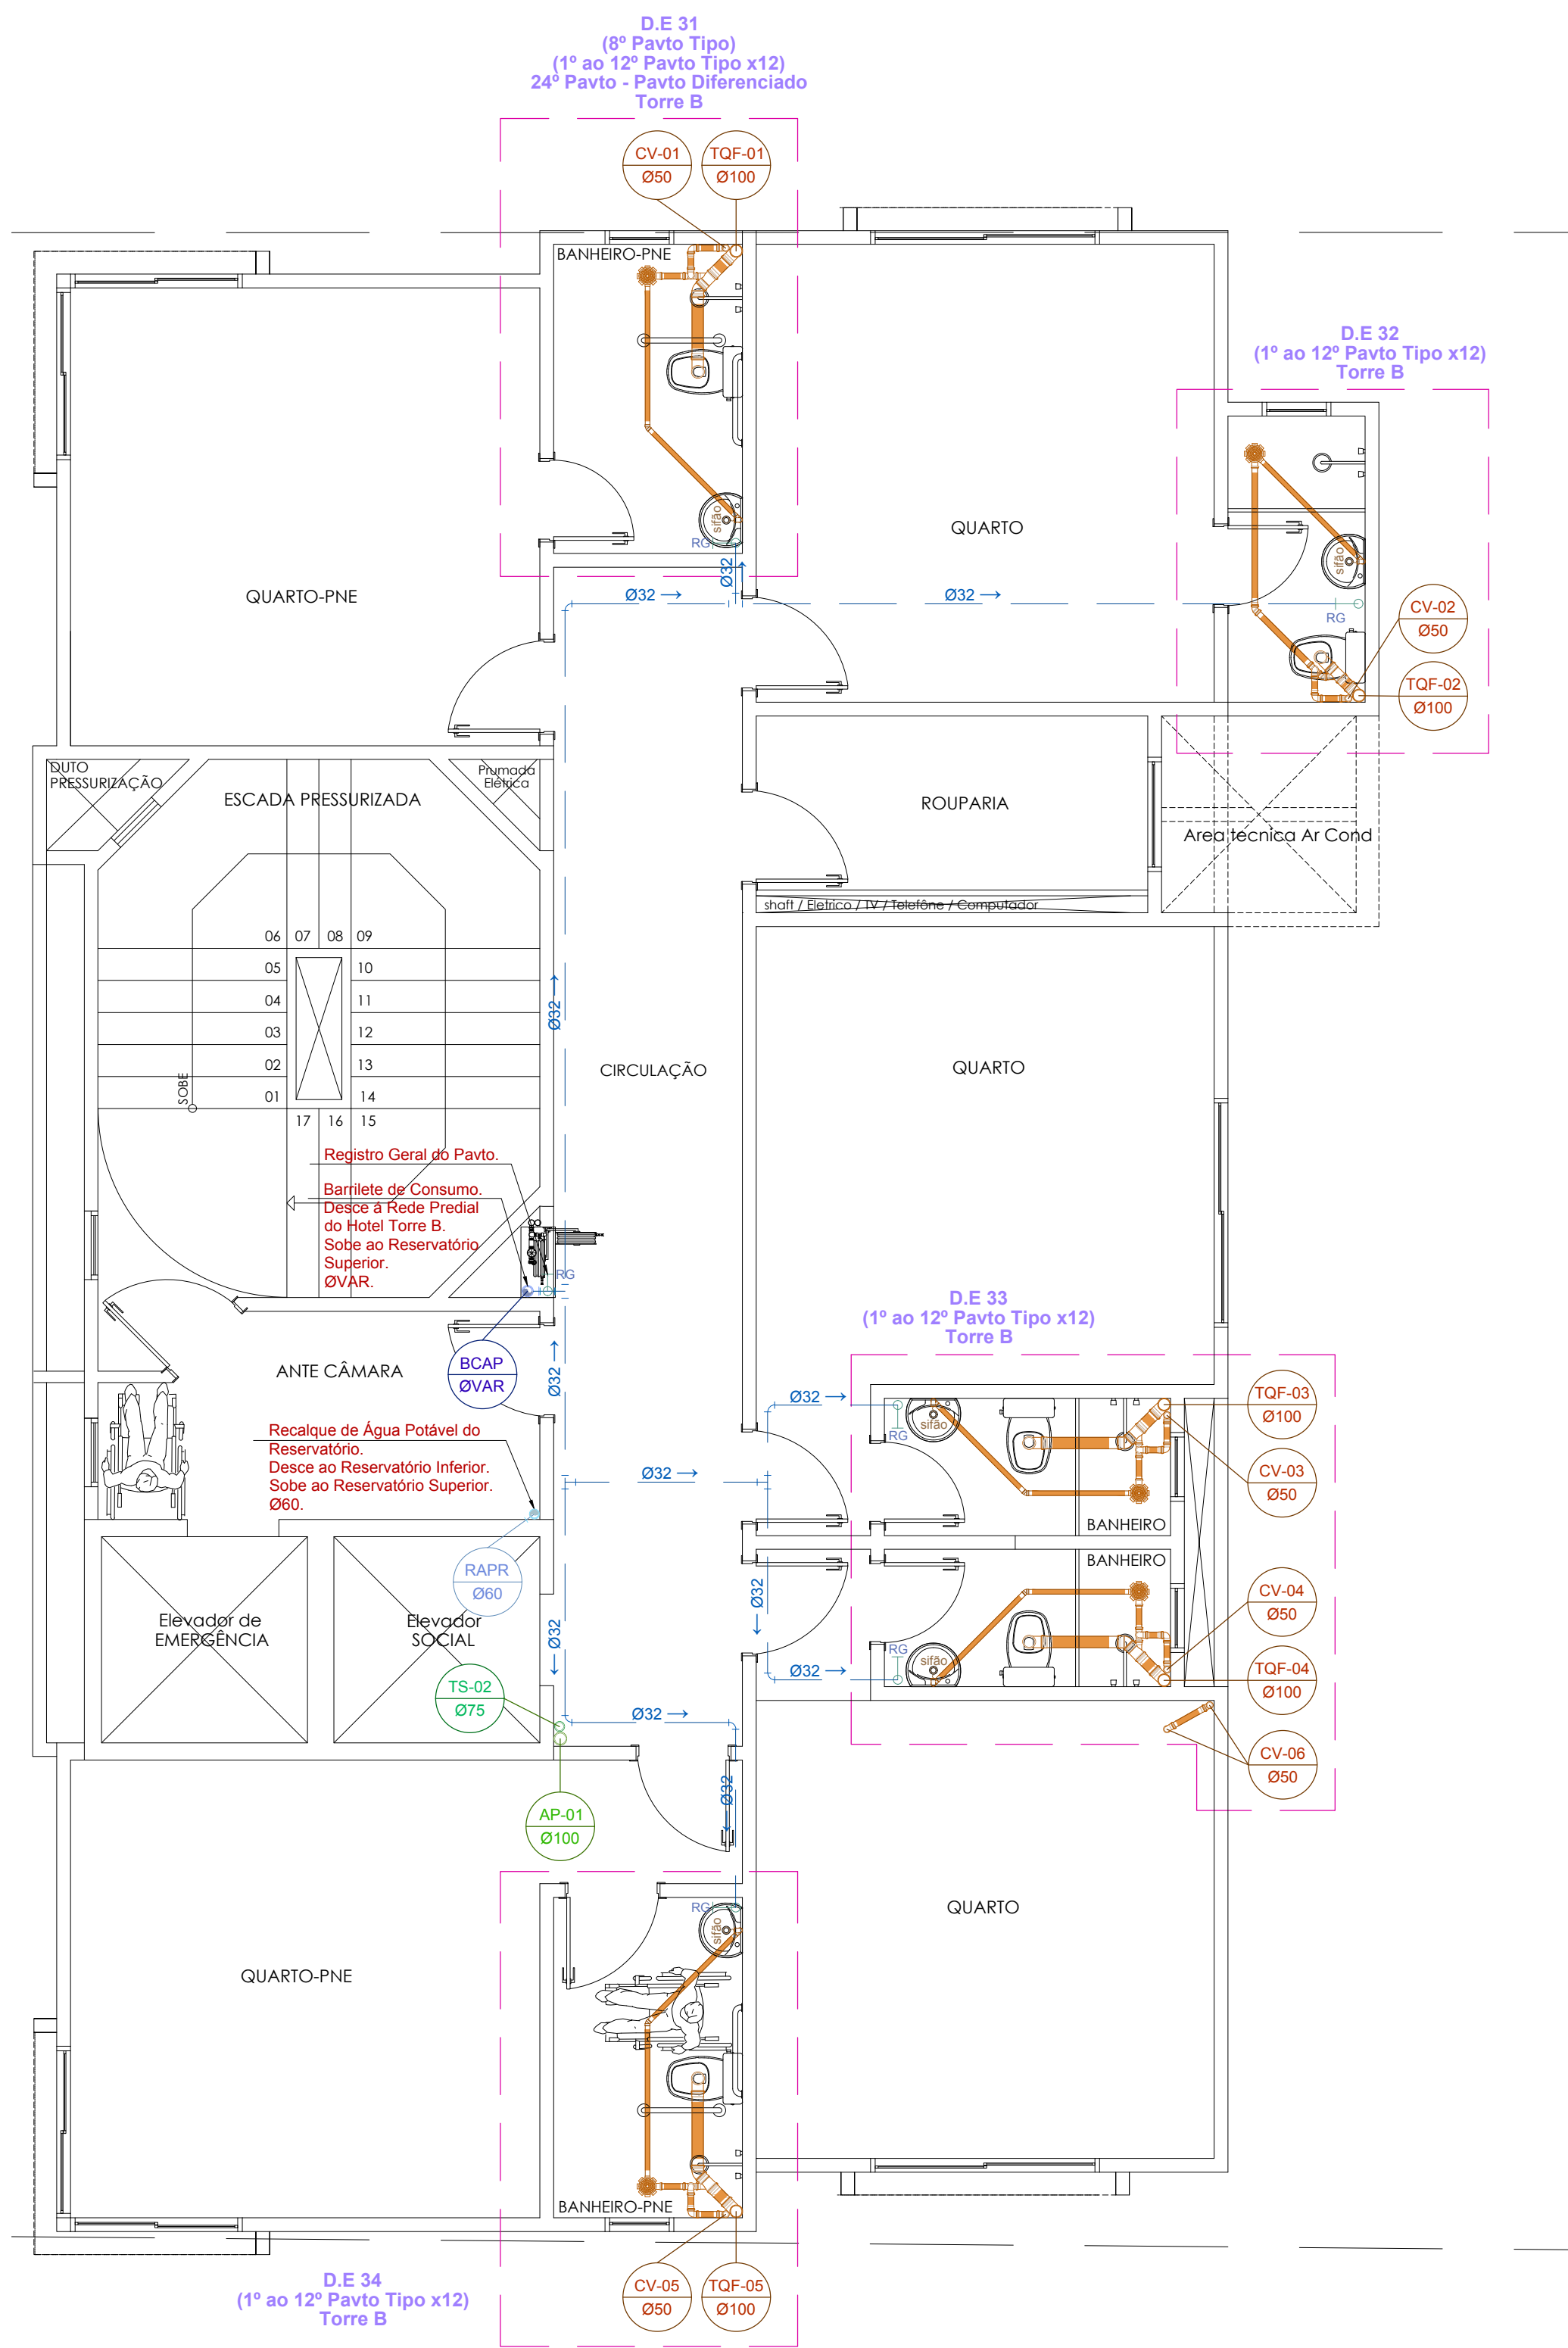 D.E 31
(8º Pavto Tipo)
(1º ao 12º Pavto Tipo x12)
24º Pavto - Pavto Diferenciado
Torre B
CV-01
Ø50
TQF-01
Ø100
BANHEIRO-PNE
D.E 32
(1º ao 12º Pavto Tipo x12)
Torre B
sifão
RG
QUARTO
sifão
QUARTO-PNE
Ø32
Ø32
Ø32
RG
CV-02
Ø50
TQF-02
Ø100
DUTO
PRESSURIZAÇÃO
ESCADA PRESSURIZADA
Prumada
Elétrica
ROUPARIA
Area tecnica Ar Cond
shaft / Eletrico / TV / Telefône / Computador
06 07 08 09
05 10
04 11
03 12
02 13
01 14
17 16 15
SOBE
Ø32
CIRCULAÇÃO
QUARTO
Registro Geral do Pavto.
Barrilete de Consumo.
Desce á Rede Predial
do Hotel Torre B.
Sobe ao Reservatório
Superior.
ØVAR.
RG
D.E 33
(1º ao 12º Pavto Tipo x12)
Torre B
ANTE CÂMARA
BCAP
ØVAR
Ø32
Ø32
RG
sifão
TQF-03
Ø100
Recalque de Água Potável do
Reservatório.
Desce ao Reservatório Inferior.
Sobe ao Reservatório Superior.
Ø60.
Ø32
CV-03
Ø50
BANHEIRO
BANHEIRO
RAPR
Ø60
Ø32
CV-04
Ø50
Elevador de
EMERGÊNCIA
Elevador
SOCIAL
Ø32
RG
sifão
Ø32
TQF-04
Ø100
TS-02
Ø75
Ø32
CV-06
Ø50
Ø32
AP-01
Ø100
RG
sifão
QUARTO
QUARTO-PNE
BANHEIRO-PNE
D.E 34
(1º ao 12º Pavto Tipo x12)
Torre B
CV-05
Ø50
TQF-05
Ø100